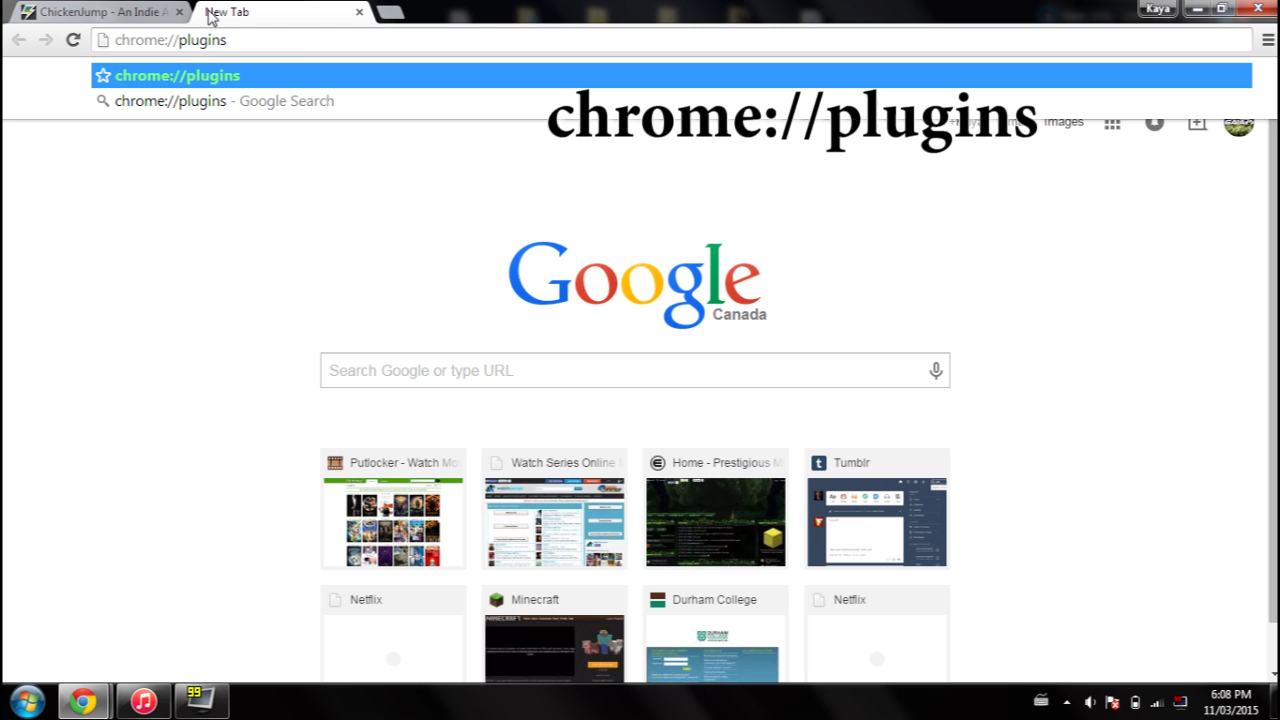 ChickenJump - An Indie A
New Tab
Kaya
chrome://plugins
chrome://plugins
chrome://plugins - Google Search
chrome://plugins
Images
Google
Canada
Search Google or type URL
Putlocker - Watch Mo
Watch Series Online
Home - Prestigious M
Tumblr
Netflix
Minecraft
Durham College
Netflix
99
6:08 PM
11/03/2015